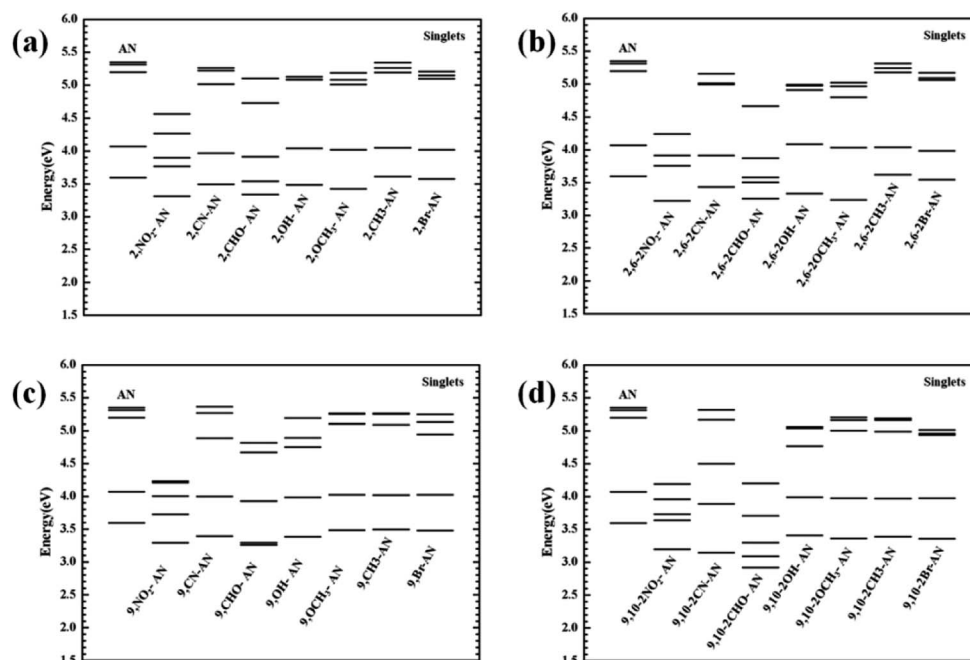 (a)
AN
Singlets
6.0
5.5
5.0
4.5
4.0
3.5
3.0
2.5
2.0
1.5
Energy(eV)
2,NO₂- AN
2,CN-AN
2,CHO- AN
2,OH- AN
2,OCH₃- AN
2,CH3-AN
2,Br-AN
(b)
AN
Singlets
6.0
5.5
5.0
4.5
4.0
3.5
3.0
2.5
2.0
1.5
Energy(eV)
2,6-2NO₂- AN
2,6-2CN-AN
2,6-2CHO- AN
2,6-2OH- AN
2,6-2OCH₃- AN
2,6-2CH3-AN
2,6-2Br-AN
(c)
AN
Singlets
6.0
5.5
5.0
4.5
4.0
3.5
3.0
2.5
2.0
1.5
Energy(eV)
9,NO₂- AN
9,CN-AN
9,CHO- AN
9,OH- AN
9,OCH₃- AN
9,CH3-AN
9,Br-AN
(d)
AN
Singlets
6.0
5.5
5.0
4.5
4.0
3.5
3.0
2.5
2.0
1.5
Energy(eV)
9,10-2NO₂- AN
9,10-2CN-AN
9,10-2CHO- AN
9,10-2OH- AN
9,10-2OCH₃- AN
9,10-2CH3-AN
9,10-2Br-AN